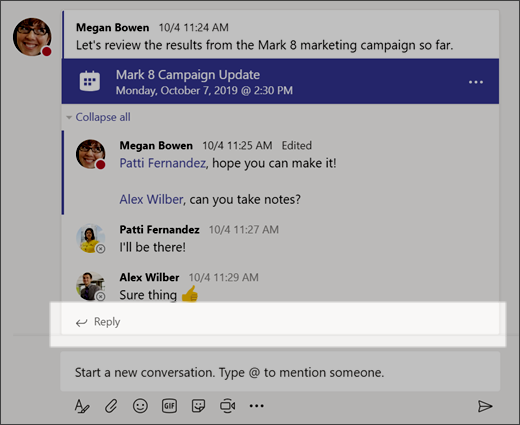 Megan Bowen 10/4 11:24 AM
Let's review the results from the Mark 8 marketing campaign so far.
Mark 8 Campaign Update
Monday, October 7, 2019 @ 2:30 PM
Collapse all
Megan Bowen 10/4 11:25 AM Edited
Patti Fernandez, hope you can make it!
Alex Wilber, can you take notes?
Patti Fernandez 10/4 11:27 AM
I'll be there!
Alex Wilber 10/4 11:29 AM
Sure thing 👍
Reply
Start a new conversation. Type @ to mention someone.
GIF